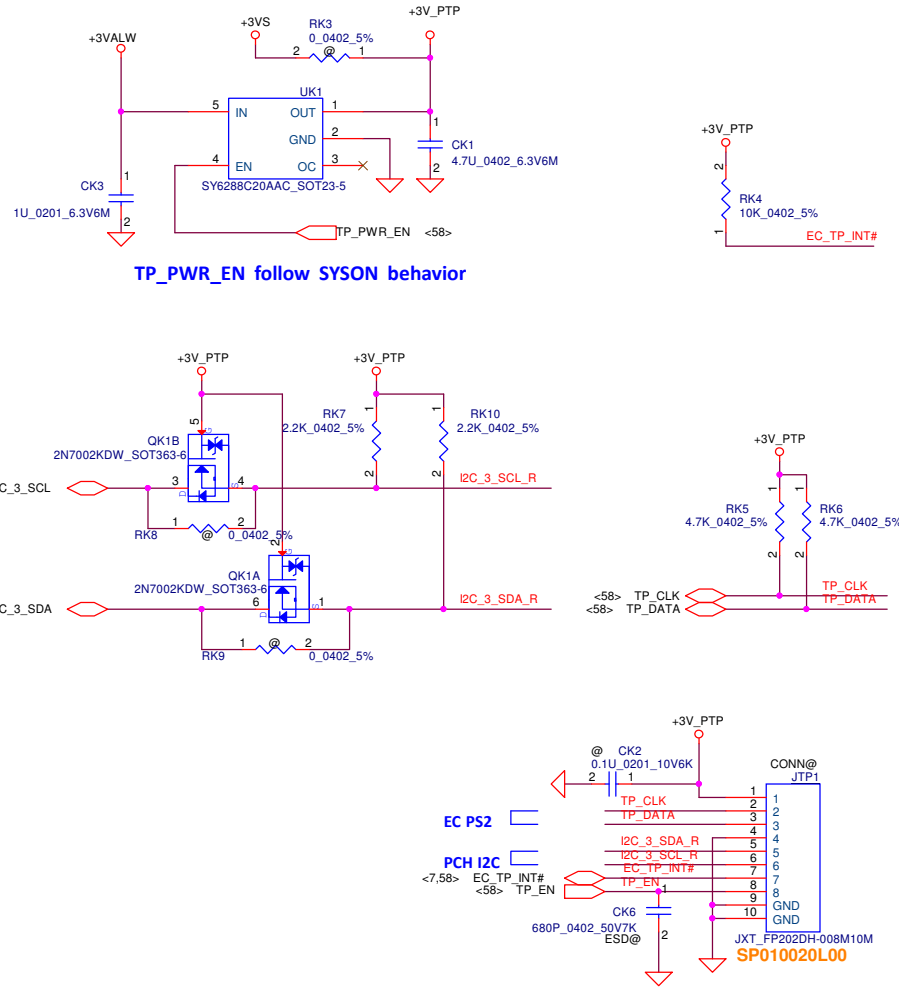 +3VALW
+3VS
RK3
0_0402_5%
+3V_PTP
2
@
1
UK1
5
IN
OUT
1
GND
2
4
EN
OC
3
SY6288C20AAC_SOT23-5
1
CK1
4.7U_0402_6.3V6M
2
CK3
1
1U_0201_6.3V6M
2
TP_PWR_EN <58>
TP_PWR_EN follow SYSON behavior
+3V_PTP
2
RK4
10K_0402_5%
1
EC_TP_INT#
+3V_PTP
+3V_PTP
5
G
QK1B
2N7002KDW_SOT363-6
C_3_SCL
3
4
D
S
RK8
1
@
2
0_0402_5%
RK7
2.2K_0402_5%
1
2
RK10
2.2K_0402_5%
1
2
I2C_3_SCL_R
2
G
QK1A
2N7002KDW_SOT363-6
C_3_SDA
6
1
D
S
I2C_3_SDA_R
RK9
1
@
2
0_0402_5%
+3V_PTP
1
1
RK5
4.7K_0402_5%
RK6
4.7K_0402_5%
2
2
<58> TP_CLK
TP_CLK
<58> TP_DATA
TP_DATA
+3V_PTP
@
CK2
0.1U_0201_10V6K
2
1
CONN@
JTP1
1
1
TP_CLK
2
2
TP_DATA
3
3
4
4
I2C_3_SDA_R
5
5
I2C_3_SCL_R
6
6
EC_TP_INT#
7
7
TP_EN
8
8
9
GND
10
GND
EC PS2
PCH I2C
<7,58> EC_TP_INT#
<58> TP_EN
1
CK6
680P_0402_50V7K
ESD@
2
JXT_FP202DH-008M10M
SP010020L00